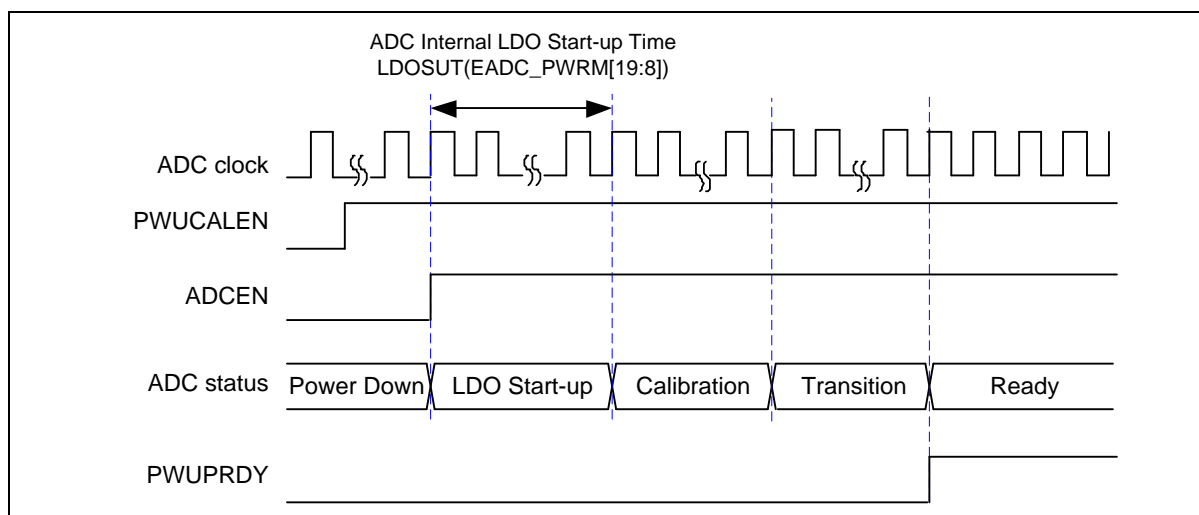 ADC Internal LDO Start-up Time
LDOSUT(EADC_PWRM[19:8])
ADC clock
PWUCALEN
ADCEN
ADC status Power Down LDO Start-up Calibration Transition Ready
PWUPRDY